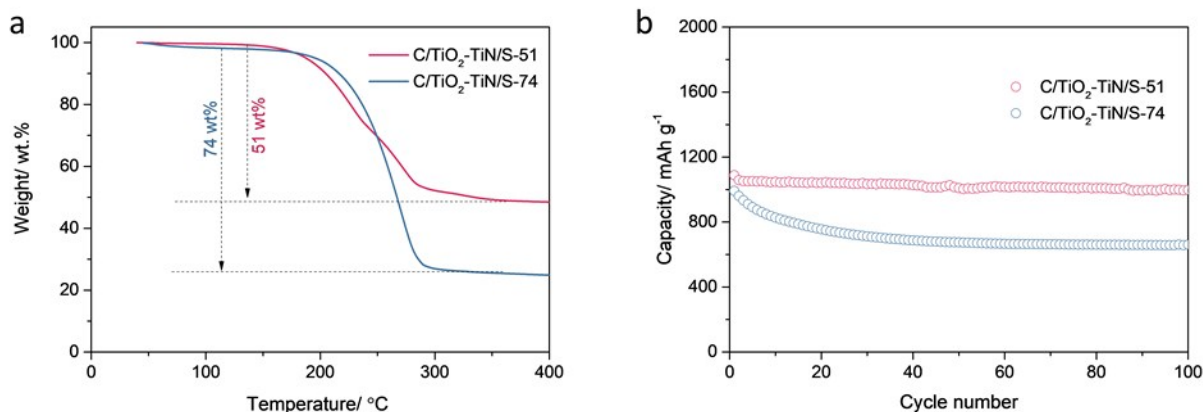 a
100
80
60
40
20
0
Weight/ wt.%
C/TiO₂-TiN/S-51
C/TiO₂-TiN/S-74
74 wt%
51 wt%
0
100
200
300
400
Temperature/ °C
b
2000
1600
1200
800
400
0
Capacity/ mAh g⁻¹
C/TiO₂-TiN/S-51
C/TiO₂-TiN/S-74
0
20
40
60
80
100
Cycle number